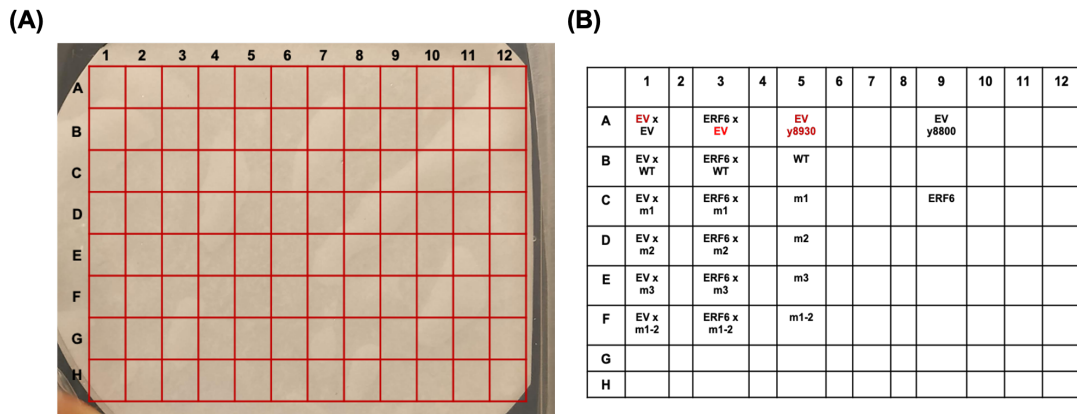 (A)
(B)
1 2 3 4 5 6 7 8 9 10 11 12
A
B
C
D
E
F
G
H
1 2 3 4 5 6 7 8 9 10 11 12
A EV x EV ERF6 x EV EV y8930 EV y8800
B EV x WT ERF6 x WT WT
C EV x m1 ERF6 x m1 m1 ERF6
D EV x m2 ERF6 x m2 m2
E EV x m3 ERF6 x m3 m3
F EV x m1-2 ERF6 x m1-2 m1-2
G
H